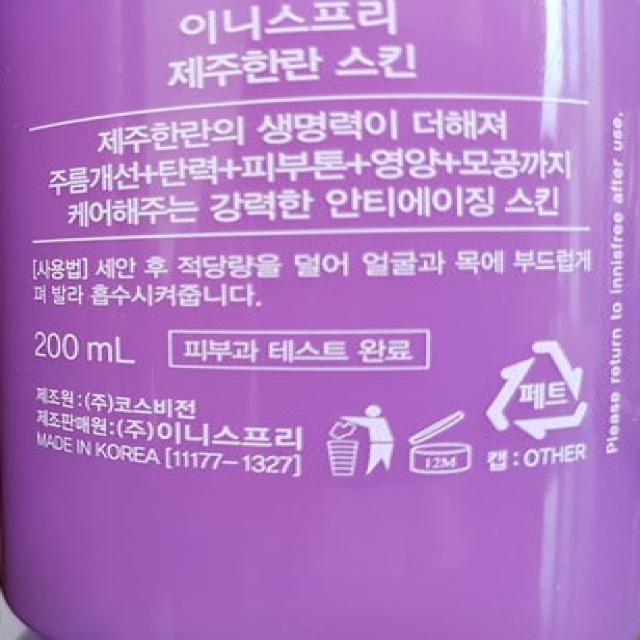 이니스프리
제주한란 스킨
제주한란의 생명력이 더해져
주름개선+탄력+피부톤+영양+모공까지
케어해주는 강력한 안티에이징 스킨
[사용법] 세안 후 적당량을 덜어 얼굴과 목에 부드럽게
펴 발라 흡수시켜줍니다.
200 mL
피부과 테스트 완료
제조원:(주)코스비전
제조판매원:(주)이니스프리
MADE IN KOREA [11177-1327]
12M
페트
캡:OTHER
Please return to innisfree after use.